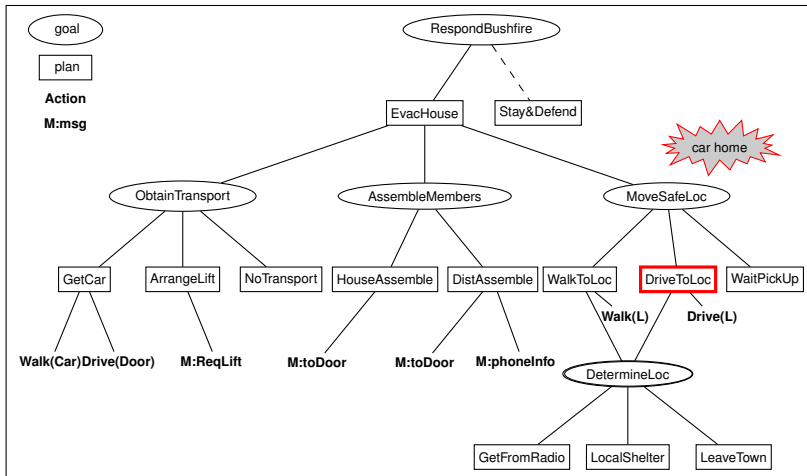 goal
RespondBushfire
plan
Action
EvacHouse
Stay&Defend
M:msg
car home
ObtainTransport
AssembleMembers
MoveSafeLoc
GetCar
ArrangeLift
NoTransport
HouseAssemble
DistAssemble
WalkToLoc
DriveToLoc
WaitPickUp
Walk(L)
Drive(L)
Walk(Car)
Drive(Door)
M:ReqLift
M:toDoor
M:toDoor
M:phoneInfo
DetermineLoc
GetFromRadio
LocalShelter
LeaveTown